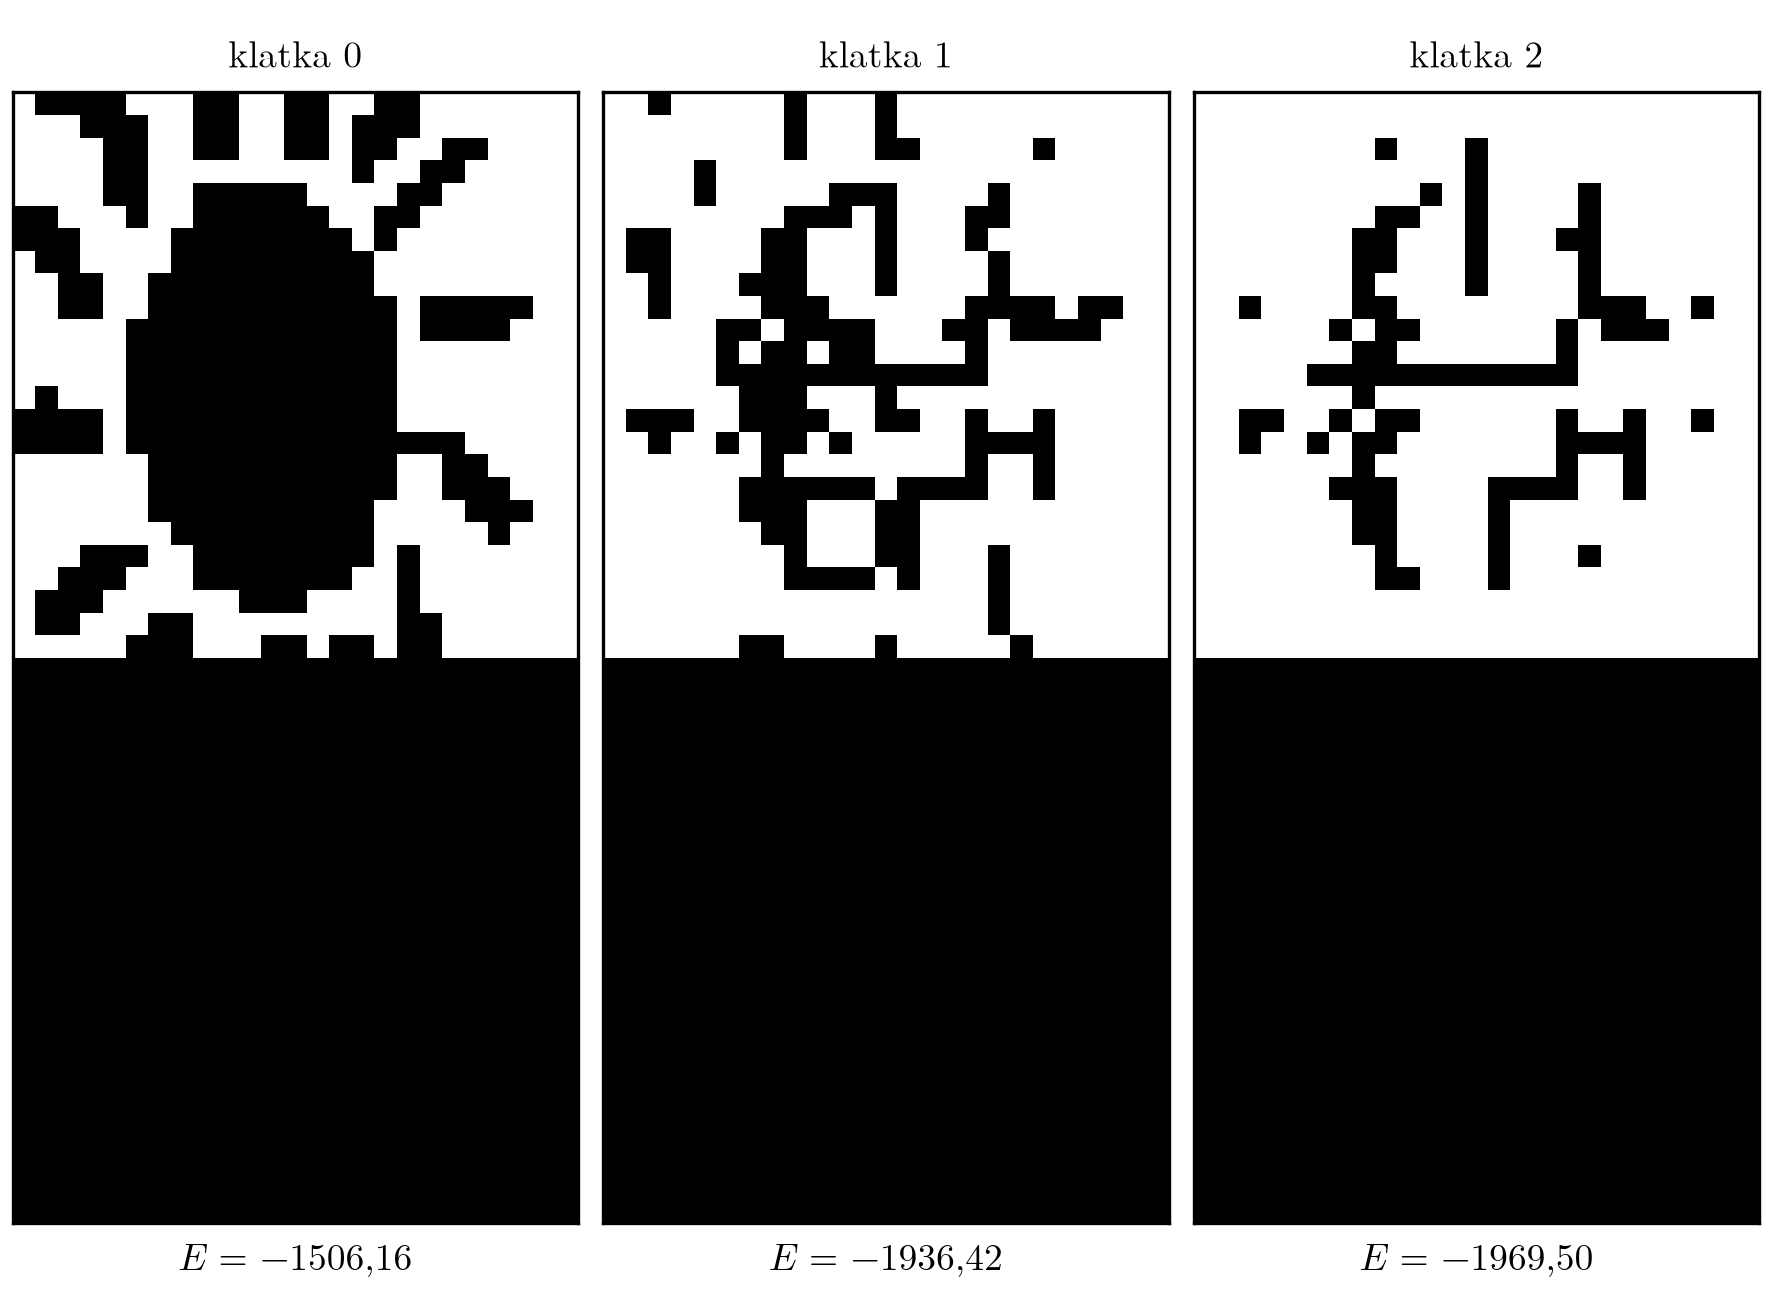 klatka 0
klatka 1
klatka 2
E = −1506,16
E = −1936,42
E = −1969,50